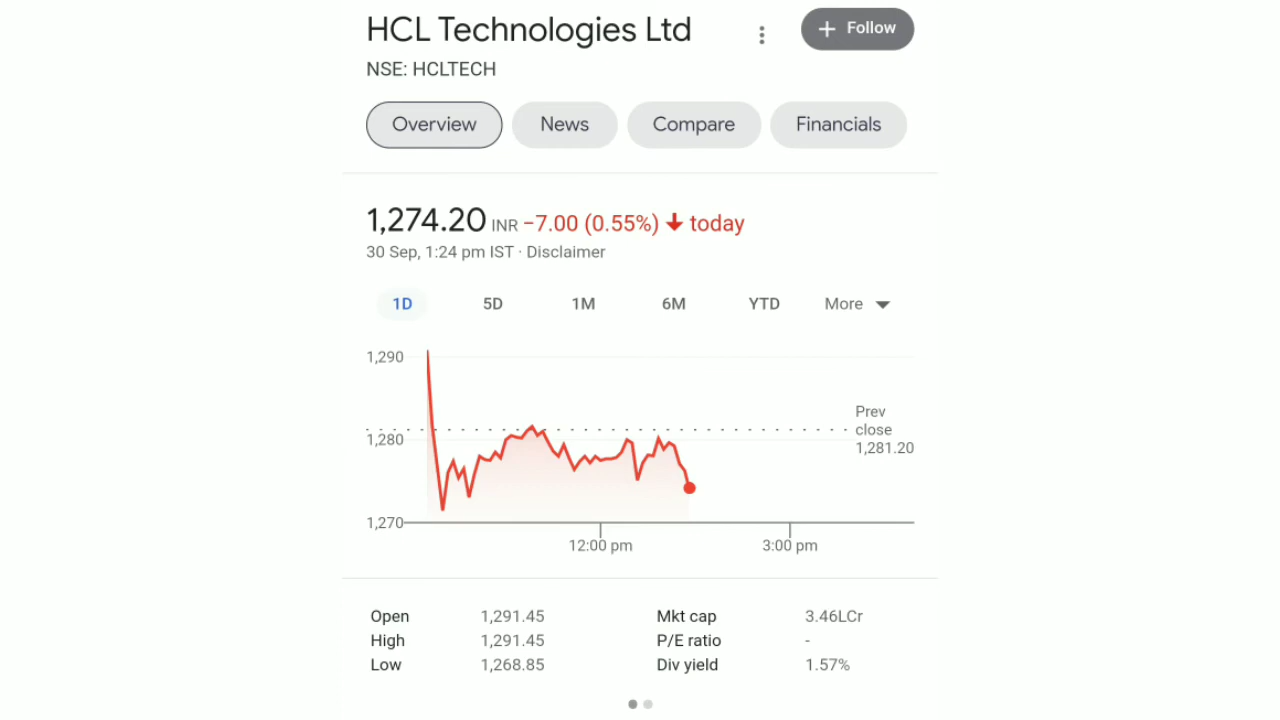 HCL Technologies Ltd
+ Follow
NSE: HCLTECH
Overview News Compare Financials
1,274.20 INR −7.00 (0.55%) ↓ today
30 Sep, 1:24 pm IST · Disclaimer
1D 5D 1M 6M YTD More
1,290
1,280
1,270
Prev
close
1,281.20
12:00 pm 3:00 pm
Open 1,291.45 Mkt cap 3.46LCr
High 1,291.45 P/E ratio -
Low 1,268.85 Div yield 1.57%